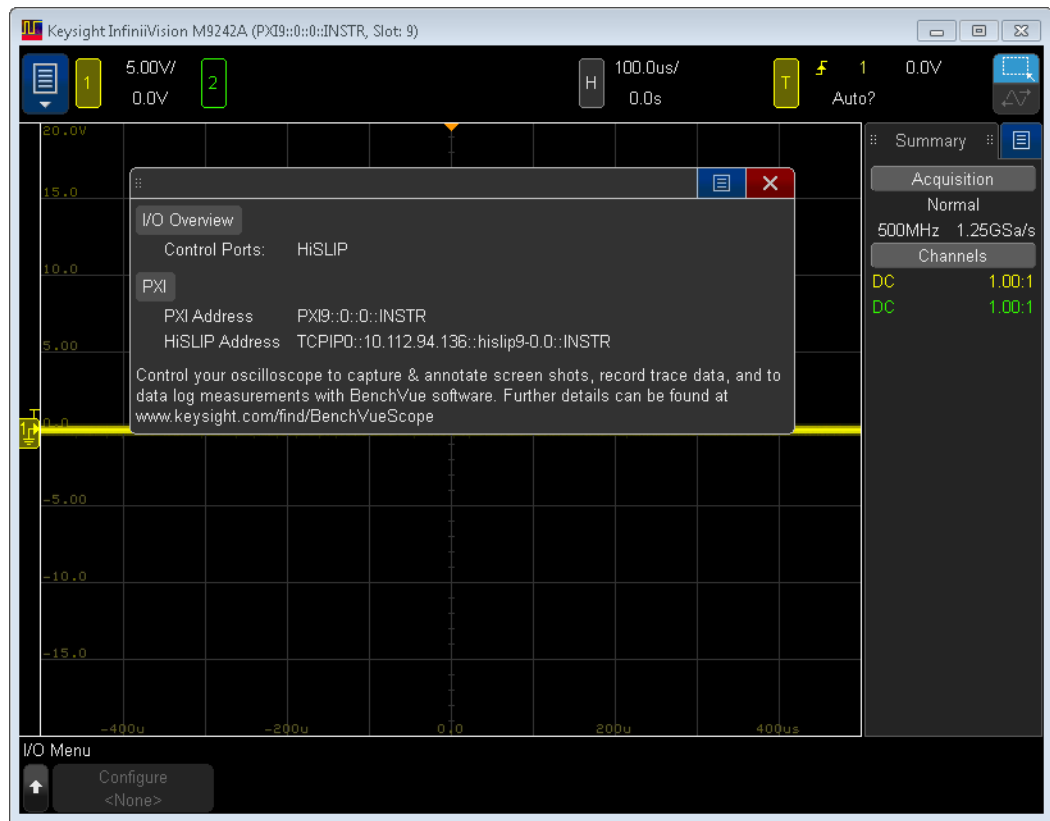 Keysight InfiniiVision M9242A (PXI9::0::0::INSTR, Slot: 9)
1
5.00V/
0.0V
2
H
100.0us/
0.0s
T
1
0.0V
Auto?
20.0V
15.0
10.0
5.00
0.0
-5.00
-10.0
-15.0
I/O Overview
Control Ports: HiSLIP
PXI
PXI Address PXI9::0::0::INSTR
HiSLIP Address TCPIP0::10.112.94.136::hislip9-0.0::INSTR
Control your oscilloscope to capture & annotate screen shots, record trace data, and to
data log measurements with BenchVue software. Further details can be found at
www.keysight.com/find/BenchVueScope
T
1
-400u -200u 0.0 200u 400us
Summary
Acquisition
Normal
500MHz 1.25GSa/s
Channels
DC 1.00:1
DC 1.00:1
I/O Menu
Configure
<None>